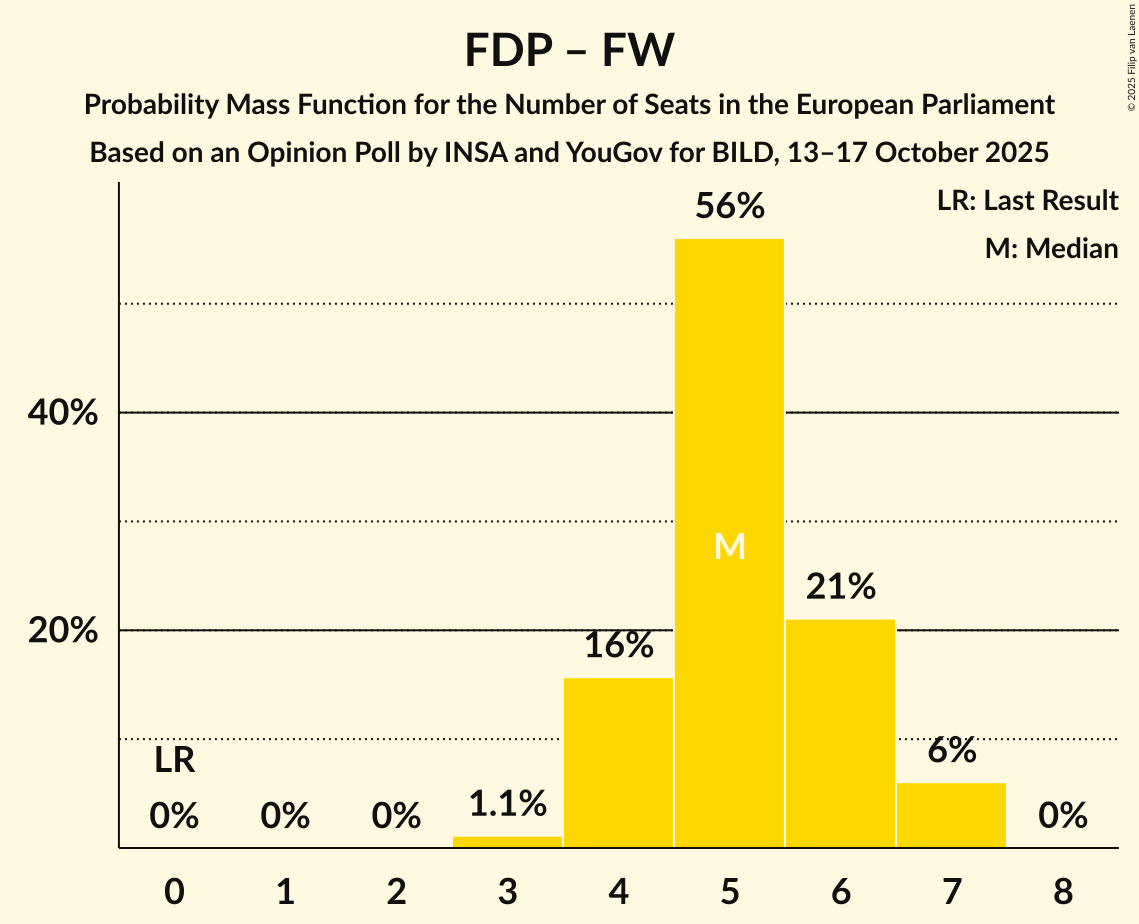 FDP – FW
Probability Mass Function for the Number of Seats in the European Parliament
Based on an Opinion Poll by INSA and YouGov for BILD, 13–17 October 2025
© 2025 Filip van Laenen
LR: Last Result
M: Median
56%
40%
M
21%
20%
16%
LR
6%
0% 0% 0% 1.1% 0%
0 1 2 3 4 5 6 7 8